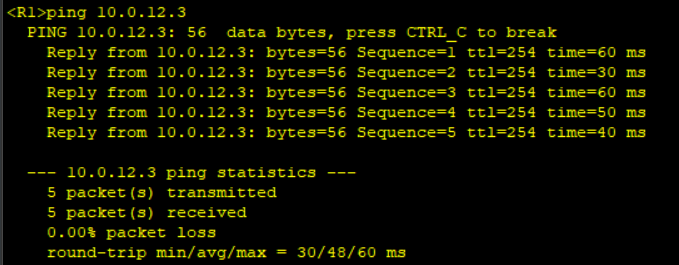 <R1>ping 10.0.12.3
PING 10.0.12.3: 56  data bytes, press CTRL_C to break
Reply from 10.0.12.3: bytes=56 Sequence=1 ttl=254 time=60 ms
Reply from 10.0.12.3: bytes=56 Sequence=2 ttl=254 time=30 ms
Reply from 10.0.12.3: bytes=56 Sequence=3 ttl=254 time=60 ms
Reply from 10.0.12.3: bytes=56 Sequence=4 ttl=254 time=50 ms
Reply from 10.0.12.3: bytes=56 Sequence=5 ttl=254 time=40 ms
--- 10.0.12.3 ping statistics ---
5 packet(s) transmitted
5 packet(s) received
0.00% packet loss
round-trip min/avg/max = 30/48/60 ms